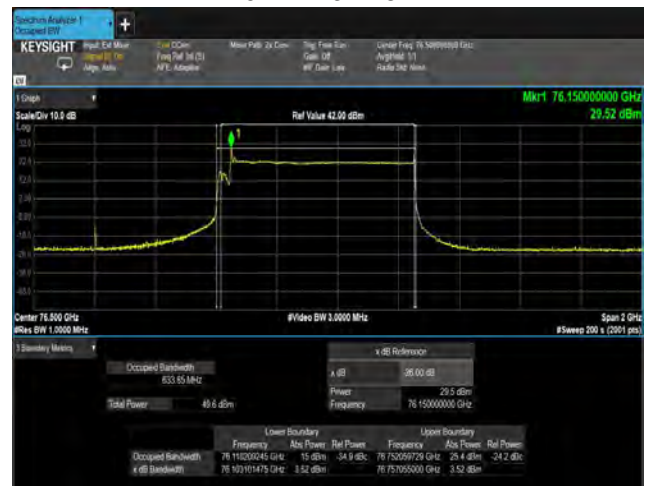 Spectrum Analyzer 1
Occupied BW
+
KEYSIGHT Input: Ext Mixer
Align: Auto
Freq Ref: Int (S)
AFE: Adaptive
Trig: Free Run
Gate: Off
#IF Gain: Low
Center Freq: 76.500000000 GHz
Avg|Hold: 1/1
Radio Std: None
1 Graph
Scale/Div 10.0 dB
Ref Value 42.00 dBm
Mkr1 76.150000000 GHz
29.52 dBm
Log
1
Center 76.500 GHz
#Video BW 3.0000 MHz
Span 2 GHz
#Res BW 1.0000 MHz
#Sweep 200 s (2001 pts)
Occupied Bandwidth
633.65 MHz
Total Power 49.6 dBm
x dB Reference
x dB -26.00 dB
Power 29.5 dBm
Frequency 76.150000000 GHz
Lower Boundary Upper Boundary
Frequency Abs Power Rel Power Frequency Abs Power Rel Power
Occupied Bandwidth 76.118200245 GHz 15 dBm -34.9 dBc 76.752059729 GHz 25.4 dBm -24.2 dBc
x dB Bandwidth 76.103101475 GHz 3.52 dBm 76.757055000 GHz 3.52 dBm